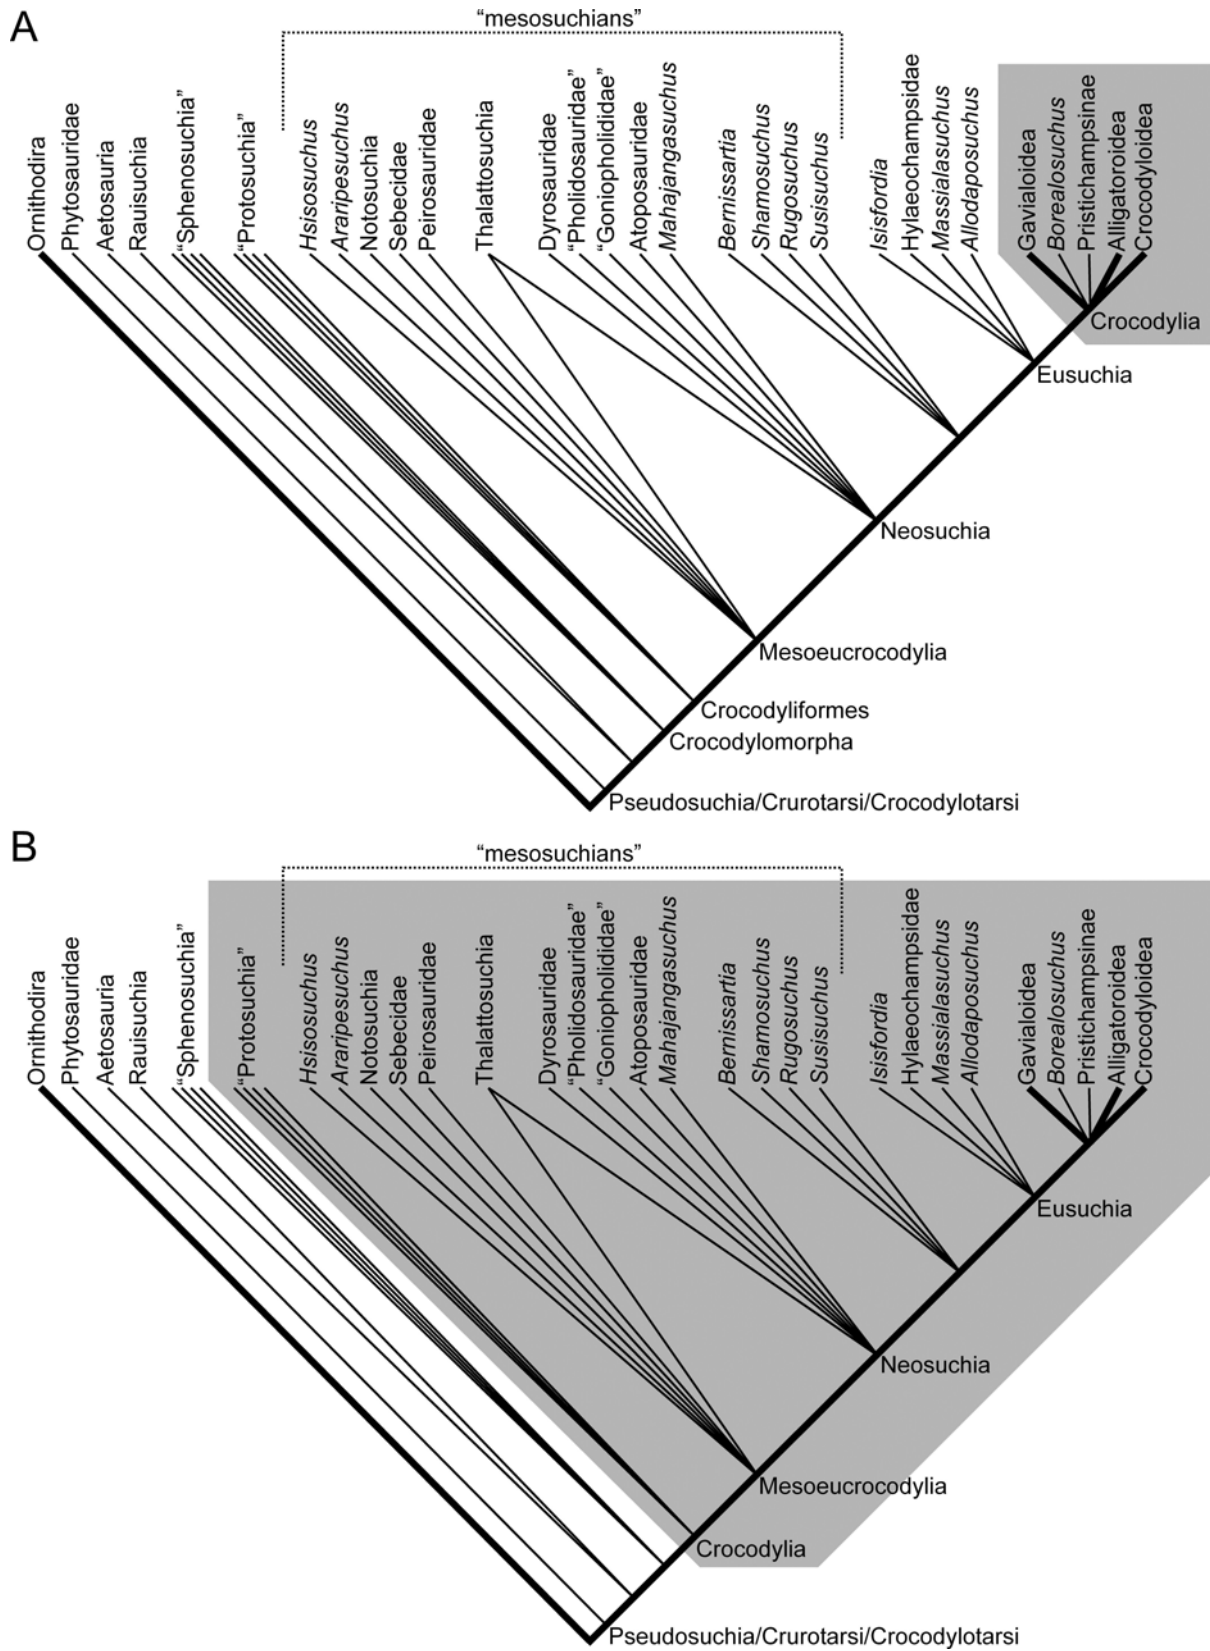 A
“mesosuchians”
Ornithodira
Phytosauridae
Aetosauria
Rauisuchia
“Sphenosuchia”
“Protosuchia”
Hsisosuchus
Araripesuchus
Notosuchia
Sebecidae
Peirosauridae
Thalattosuchia
Dyrosauridae
“Pholidosauridae”
“Goniopholididae”
Atoposauridae
Mahajangasuchus
Bernissartia
Shamosuchus
Rugosuchus
Susisuchus
Isisfordia
Hylaeochampsidae
Massialasuchus
Allodaposuchus
Gavialoidea
Borealosuchus
Pristichampsinae
Alligatoroidea
Crocodyloidea
Crocodylia
Eusuchia
Neosuchia
Mesoeucrocodylia
Crocodyliformes
Crocodylomorpha
Pseudosuchia/Crurotarsi/Crocodylotarsi
B
“mesosuchians”
Ornithodira
Phytosauridae
Aetosauria
Rauisuchia
“Sphenosuchia”
“Protosuchia”
Hsisosuchus
Araripesuchus
Notosuchia
Sebecidae
Peirosauridae
Thalattosuchia
Dyrosauridae
“Pholidosauridae”
“Goniopholididae”
Atoposauridae
Mahajangasuchus
Bernissartia
Shamosuchus
Rugosuchus
Susisuchus
Isisfordia
Hylaeochampsidae
Massialasuchus
Allodaposuchus
Gavialoidea
Borealosuchus
Pristichampsinae
Alligatoroidea
Crocodyloidea
Eusuchia
Neosuchia
Mesoeucrocodylia
Crocodylia
Pseudosuchia/Crurotarsi/Crocodylotarsi